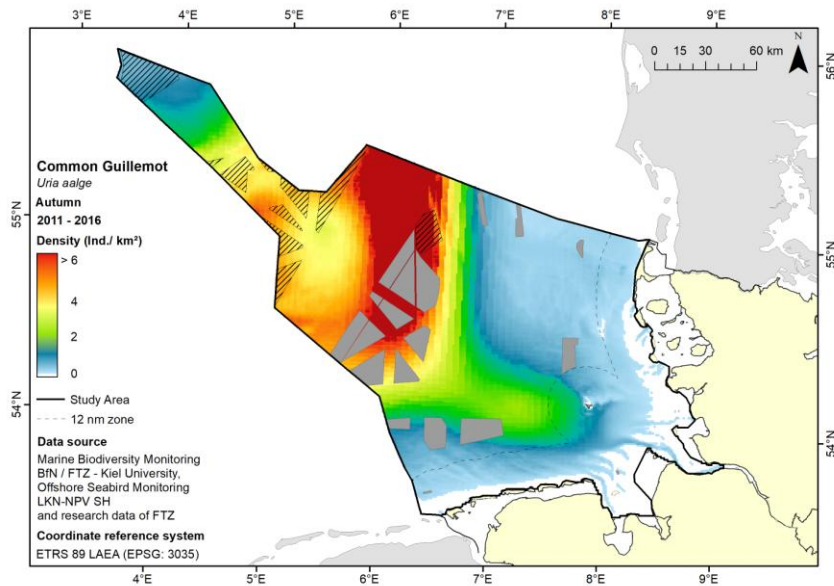 3°E 4°E 5°E 6°E 7°E 8°E 9°E
N
0 15 30 60 km
56°N
55°N
55°N
54°N
54°N
Common Guillemot
Uria aalge
Autumn
2011 - 2016
Density (Ind./ km²)
> 6
4
2
0
Study Area
12 nm zone
Data source
Marine Biodiversity Monitoring
BfN / FTZ - Kiel University,
Offshore Seabird Monitoring
LKN-NPV SH
and research data of FTZ
Coordinate reference system
ETRS 89 LAEA (EPSG: 3035)
4°E 5°E 6°E 7°E 8°E 9°E